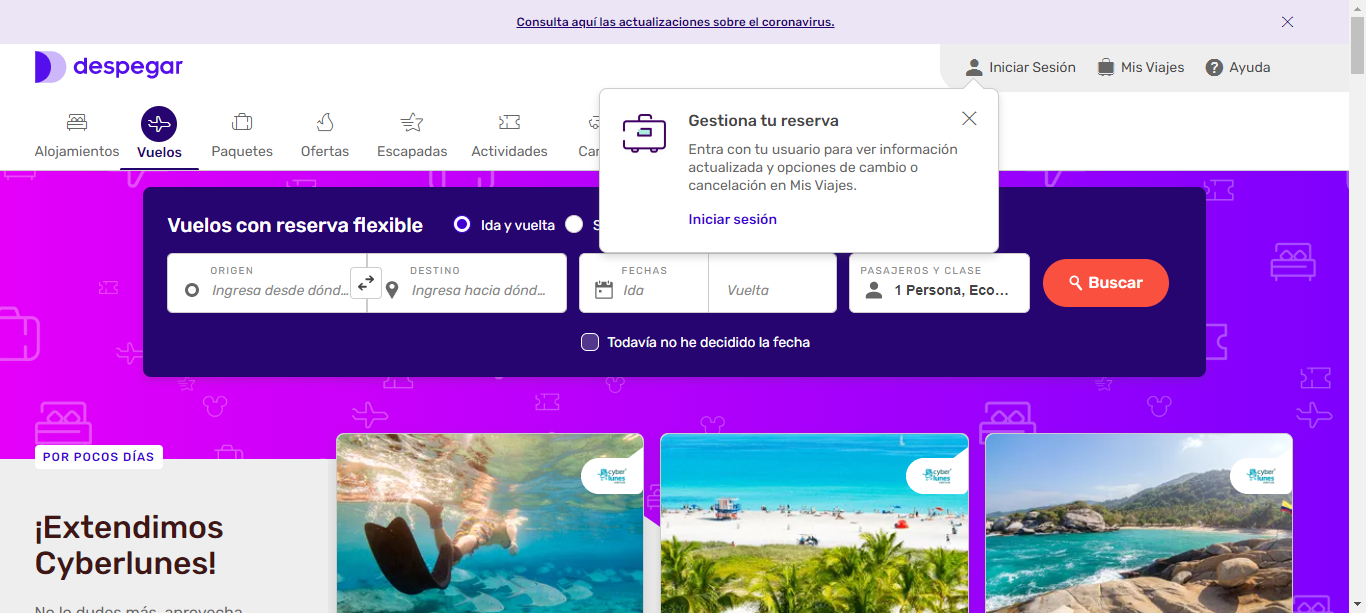 Consulta aquí las actualizaciones sobre el coronavirus.
despegar
Iniciar Sesión
Mis Viajes
Ayuda
Alojamientos
Vuelos
Paquetes
Ofertas
Escapadas
Actividades
Gestiona tu reserva
Entra con tu usuario para ver información
actualizada y opciones de cambio o
cancelación en Mis Viajes.
Iniciar sesión
Vuelos con reserva flexible
Ida y vuelta
ORIGEN
Ingresa desde dónd...
DESTINO
Ingresa hacia dónd...
FECHAS
Ida
Vuelta
PASAJEROS Y CLASE
1 Persona, Eco...
Buscar
Todavía no he decidido la fecha
POR POCOS DÍAS
¡Extendimos
Cyberlunes!
No lo dudes más, aprovecha
cyber
lunes
cyber
lunes
cyber
lunes